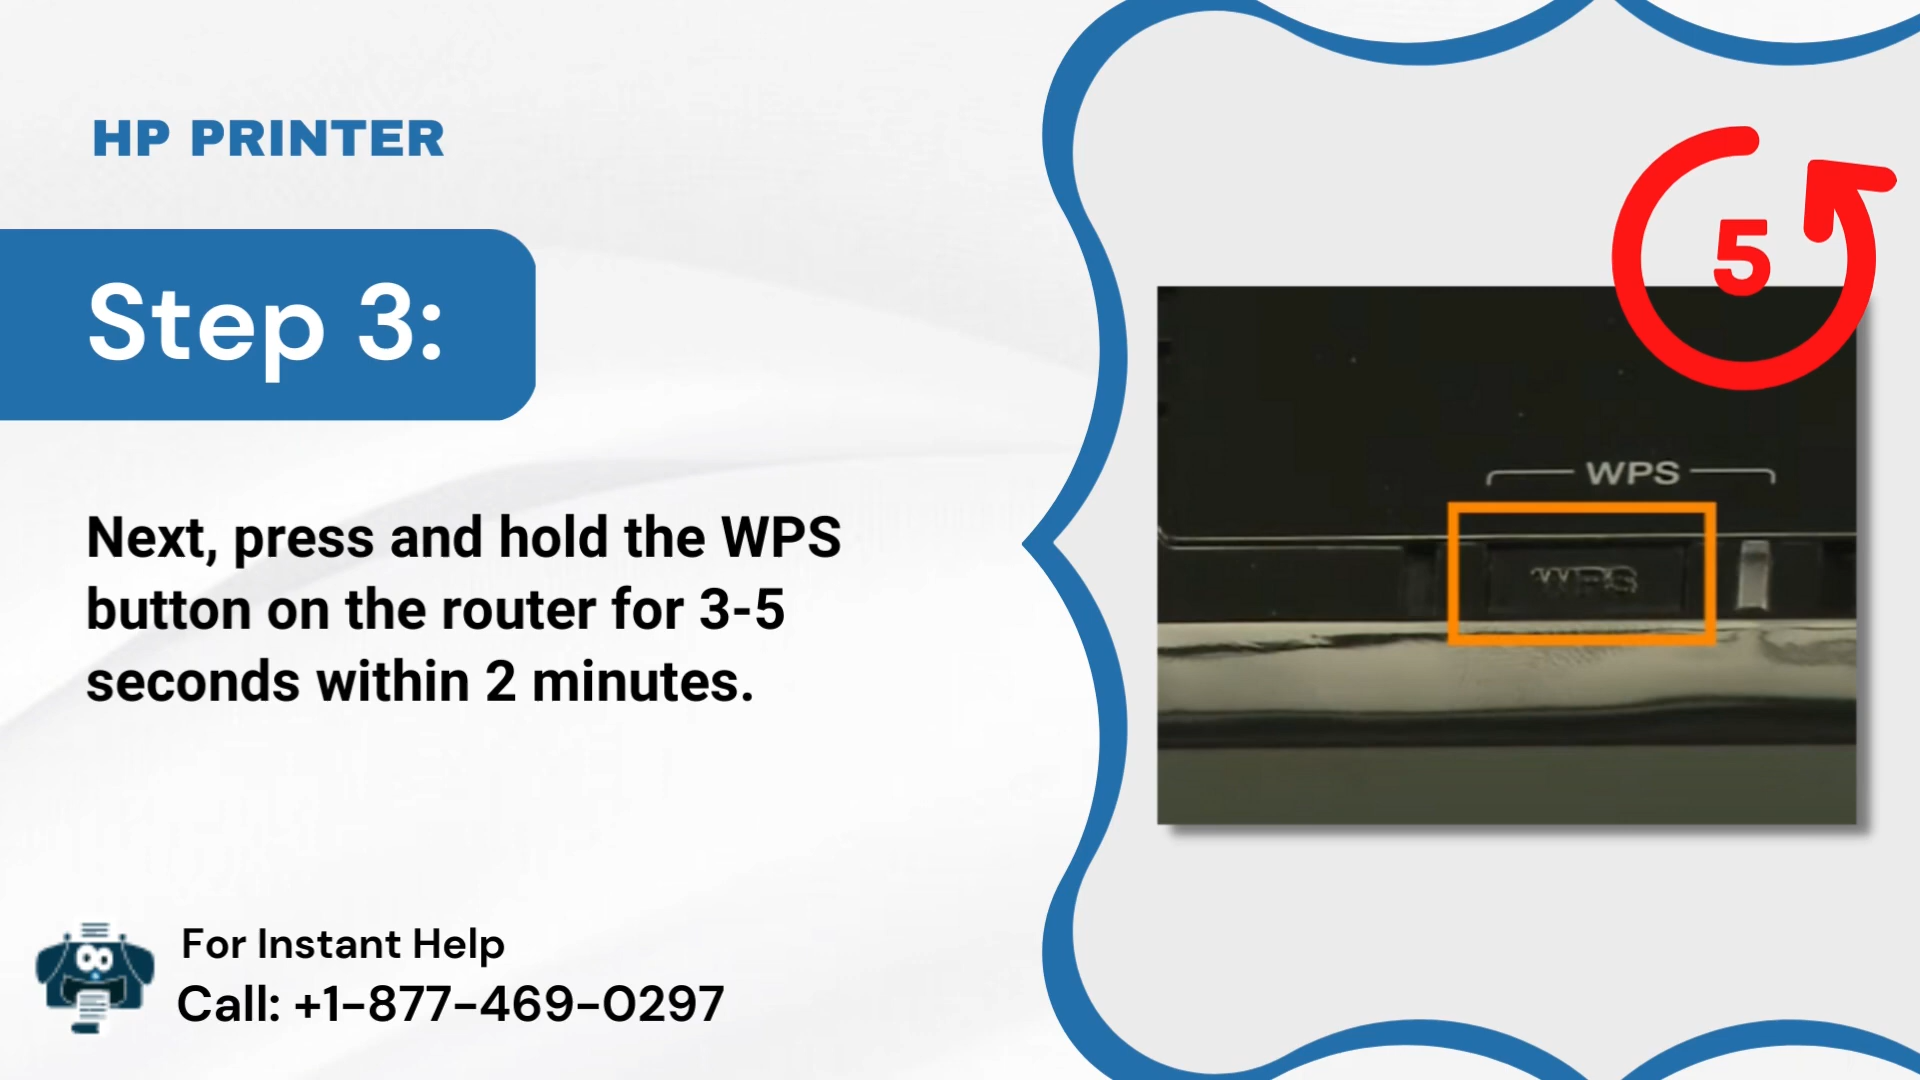 HP PRINTER
Step 3:
Next, press and hold the WPS
button on the router for 3-5
seconds within 2 minutes.
For Instant Help
Call: +1-877-469-0297
5
WPS
WPS